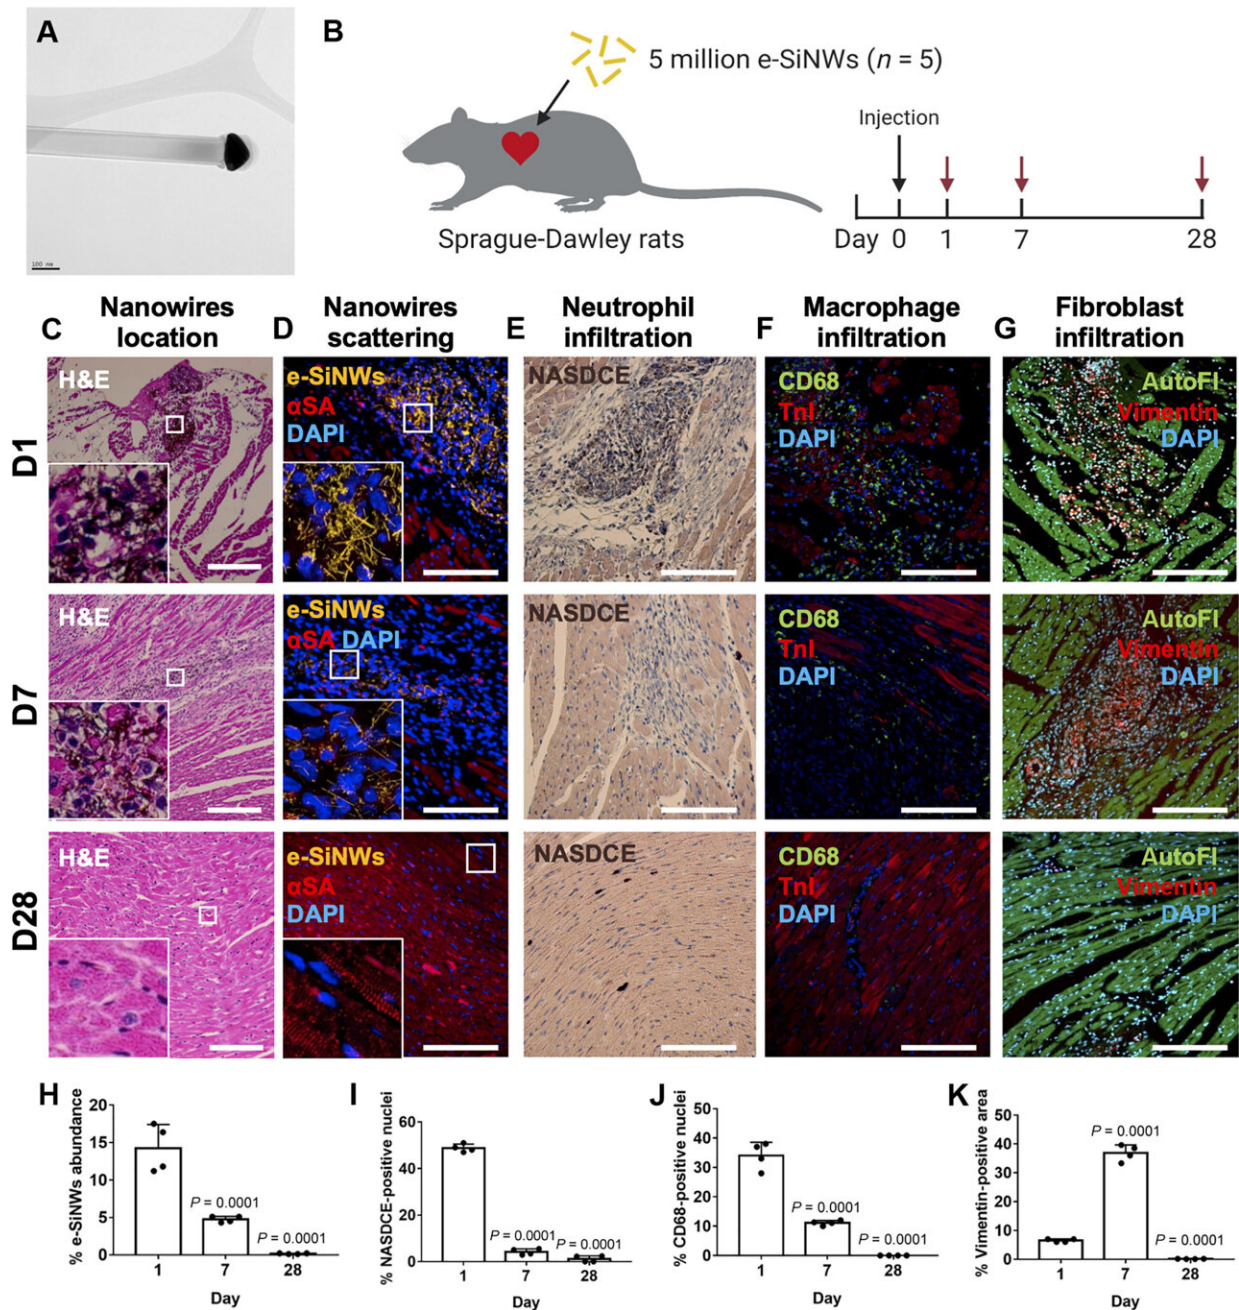 A
100 nm
B
5 million e-SiNWs (n = 5)
Sprague-Dawley rats
Injection
Day 0 1 7 28
C
Nanowires
location
D
Nanowires
scattering
E
Neutrophil
infiltration
F
Macrophage
infiltration
G
Fibroblast
infiltration
D1
H&E
e-SiNWs
αSA
DAPI
NASDCE
CD68
TnI
DAPI
AutoFl
Vimentin
DAPI
D7
H&E
e-SiNWs
αSA DAPI
NASDCE
CD68
TnI
DAPI
AutoFl
Vimentin
DAPI
D28
H&E
e-SiNWs
αSA
DAPI
NASDCE
CD68
TnI
DAPI
AutoFl
Vimentin
DAPI
H
% e-SiNWs abundance
20
15
10
5
0
P = 0.0001
P = 0.0001
1 7 28
Day
I
% NASDCE-positive nuclei
60
40
20
0
P = 0.0001
P = 0.0001
1 7 28
Day
J
% CD68-positive nuclei
50
40
30
20
10
0
P = 0.0001
P = 0.0001
1 7 28
Day
K
% Vimentin-positive area
50
40
30
20
10
0
P = 0.0001
P = 0.0001
1 7 28
Day